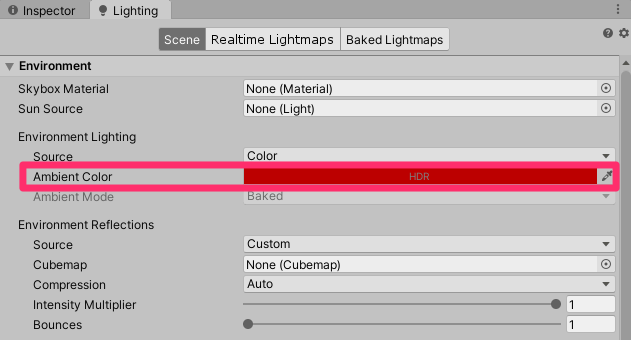 Inspector Lighting
Scene Realtime Lightmaps Baked Lightmaps
Environment
Skybox Material None (Material)
Sun Source None (Light)
Environment Lighting
Source Color
Ambient Color HDR
Ambient Mode Baked
Environment Reflections
Source Custom
Cubemap None (Cubemap)
Compression Auto
Intensity Multiplier 1
Bounces 1